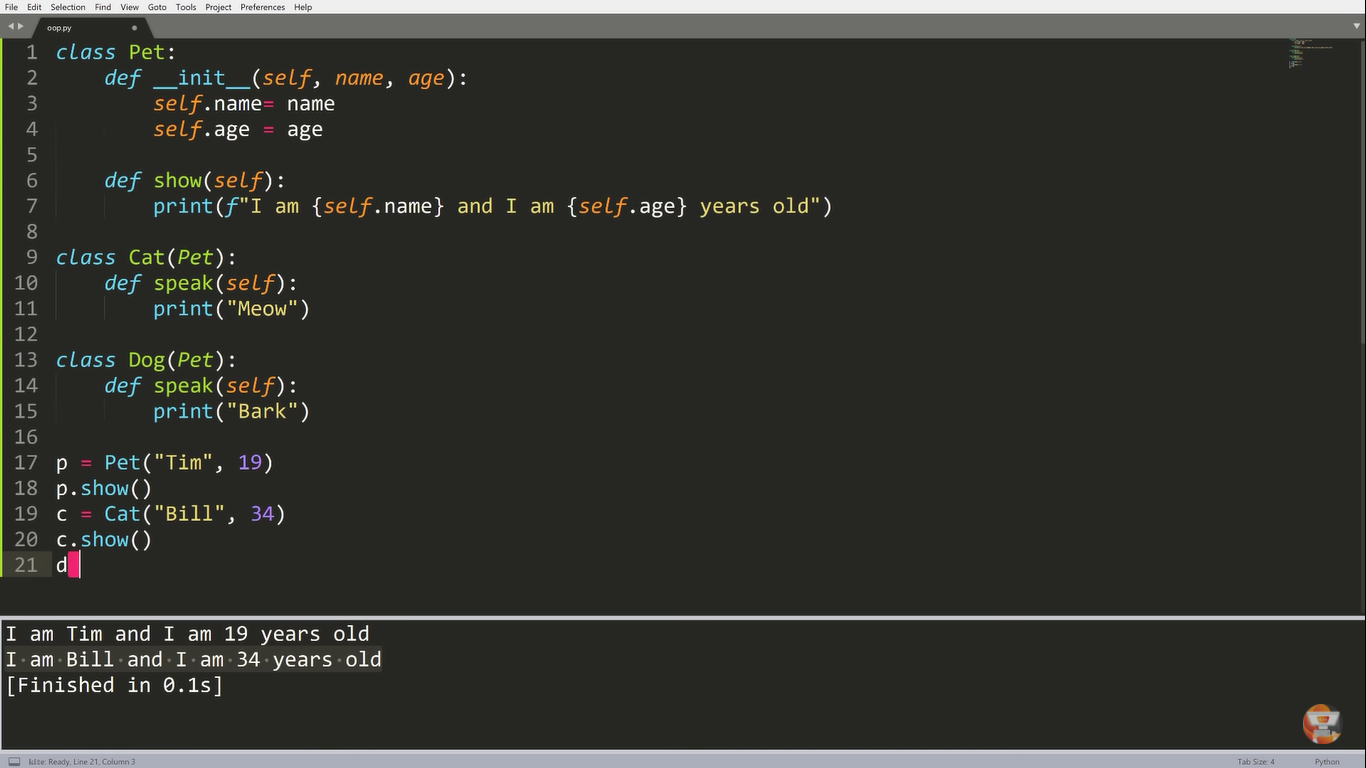 File Edit Selection Find View Goto Tools Project Preferences Help
oop.py
1 class Pet:
2     def __init__(self, name, age):
3         self.name= name
4         self.age = age
5
6     def show(self):
7         print(f"I am {self.name} and I am {self.age} years old")
8
9 class Cat(Pet):
10     def speak(self):
11         print("Meow")
12
13 class Dog(Pet):
14     def speak(self):
15         print("Bark")
16
17 p = Pet("Tim", 19)
18 p.show()
19 c = Cat("Bill", 34)
20 c.show()
21 d
I am Tim and I am 19 years old
I am Bill and I am 34 years old
[Finished in 0.1s]
Ready, Line 21, Column 3 Tab Size: 4 Python